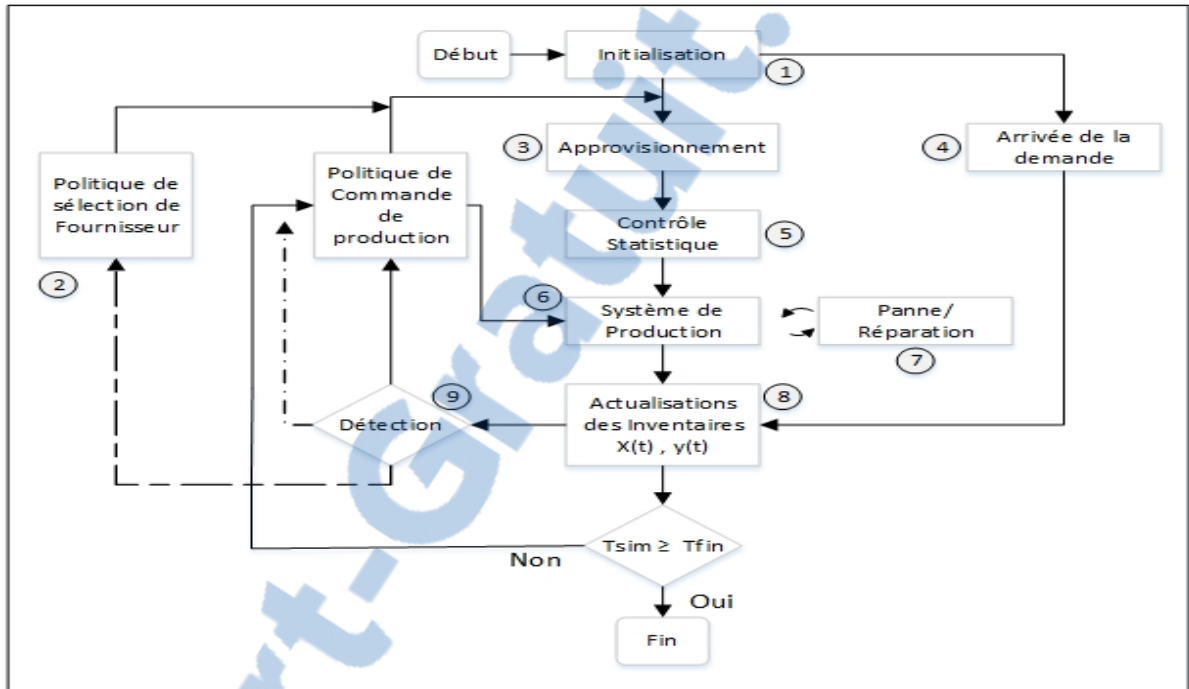 Début
Initialisation
1
Politique de
sélection de
Fournisseur
2
Politique de
Commande
de
production
3
Approvisionnement
4
Arrivée de la
demande
Contrôle
Statistique
5
6
Système de
Production
Panne/
Réparation
7
Détection
9
Actualisations
des Inventaires
X(t) , y(t)
8
Non
Tsim ≥ Tfin
Oui
Fin
rt-Gratuit.